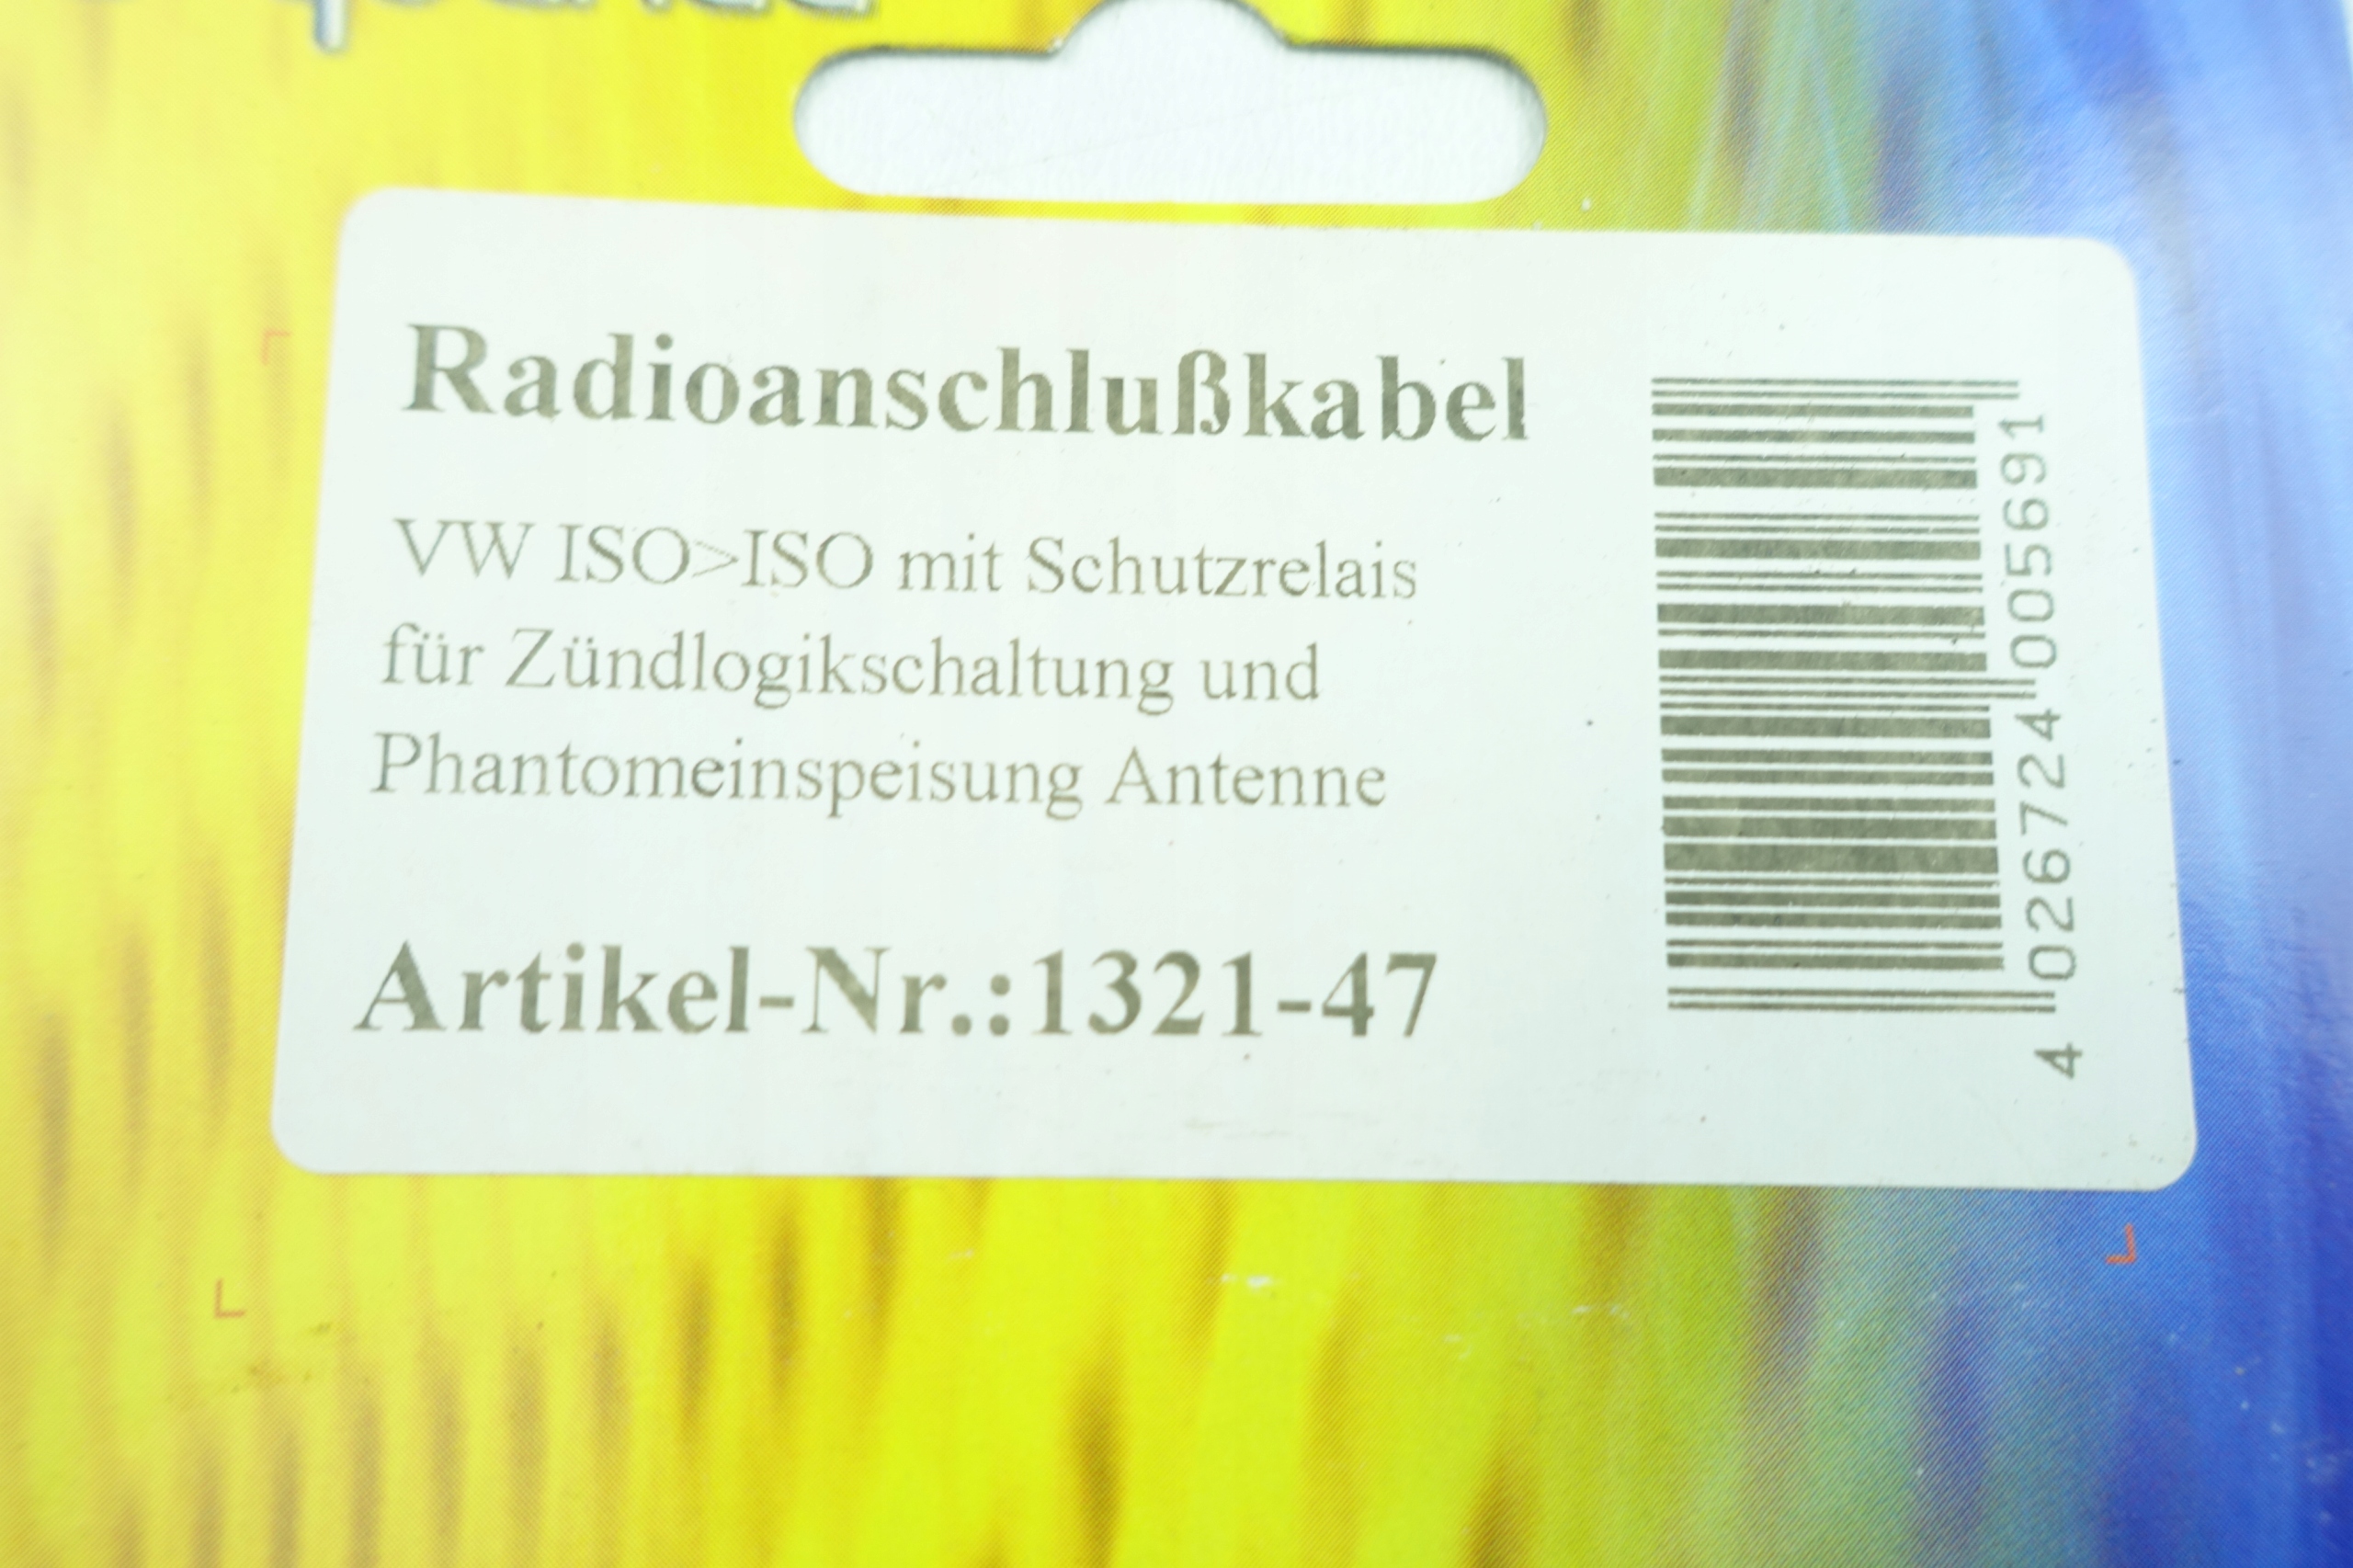 Radioanschlußkabel
VW ISO>ISO mit Schutzrelais
für Zündlogikschaltung und
Phantomeinspeisung Antenne
Artikel-Nr.:1321-47
4 026724 005691